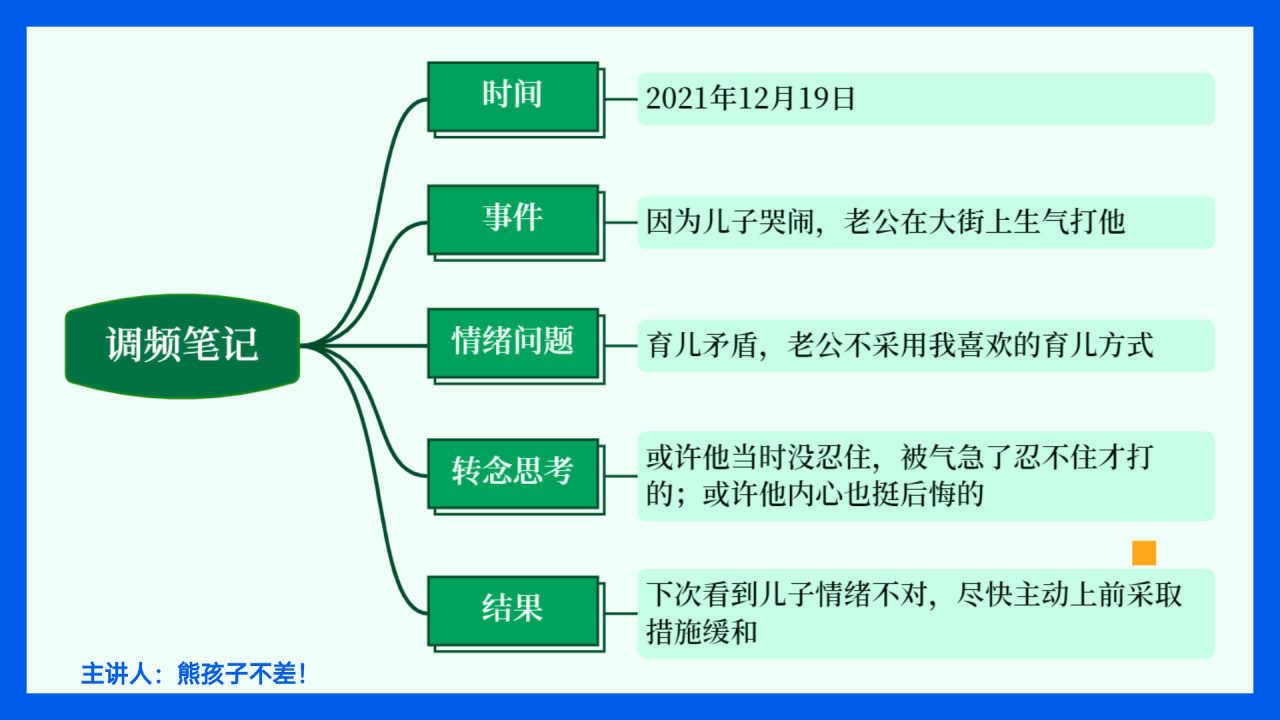 调频笔记
时间
2021年12月19日
事件
因为儿子哭闹，老公在大街上生气打他
情绪问题
育儿矛盾，老公不采用我喜欢的育儿方式
转念思考
或许他当时没忍住，被气急了忍不住才打
的；或许他内心也挺后悔的
结果
下次看到儿子情绪不对，尽快主动上前采取
措施缓和
主讲人：熊孩子不差！